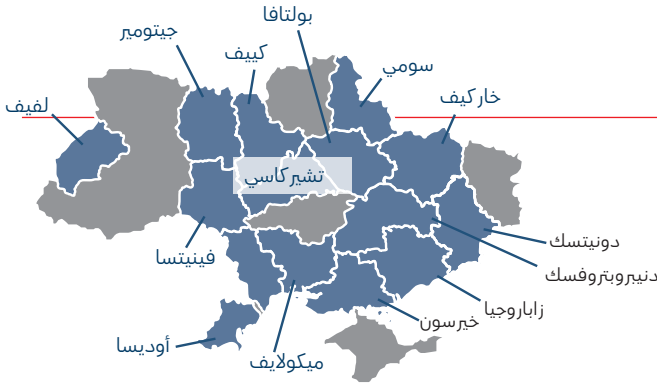 بولتافا
جيتومير
كييف
سومي
خاركيف
لفيف
تشيركاسي
فينيتسا
دونيتسك
دنيبروبتروفسك
زاباروجيا
خيرسون
أوديسا
ميكولايف